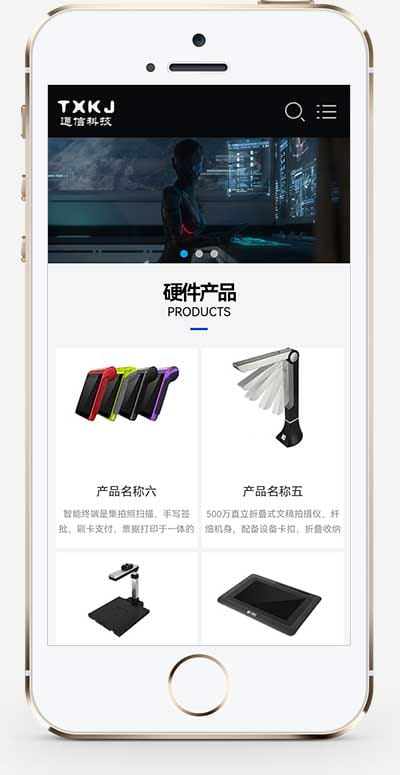 TXKJ
通信科技
硬件产品
PRODUCTS
产品名称六
智能终端是集拍照扫描、手写签
批、刷卡支付、票据打印于一体的
产品名称五
500万直立折叠式文稿拍摄仪，纤
细机身，配备设备卡扣，折叠收纳